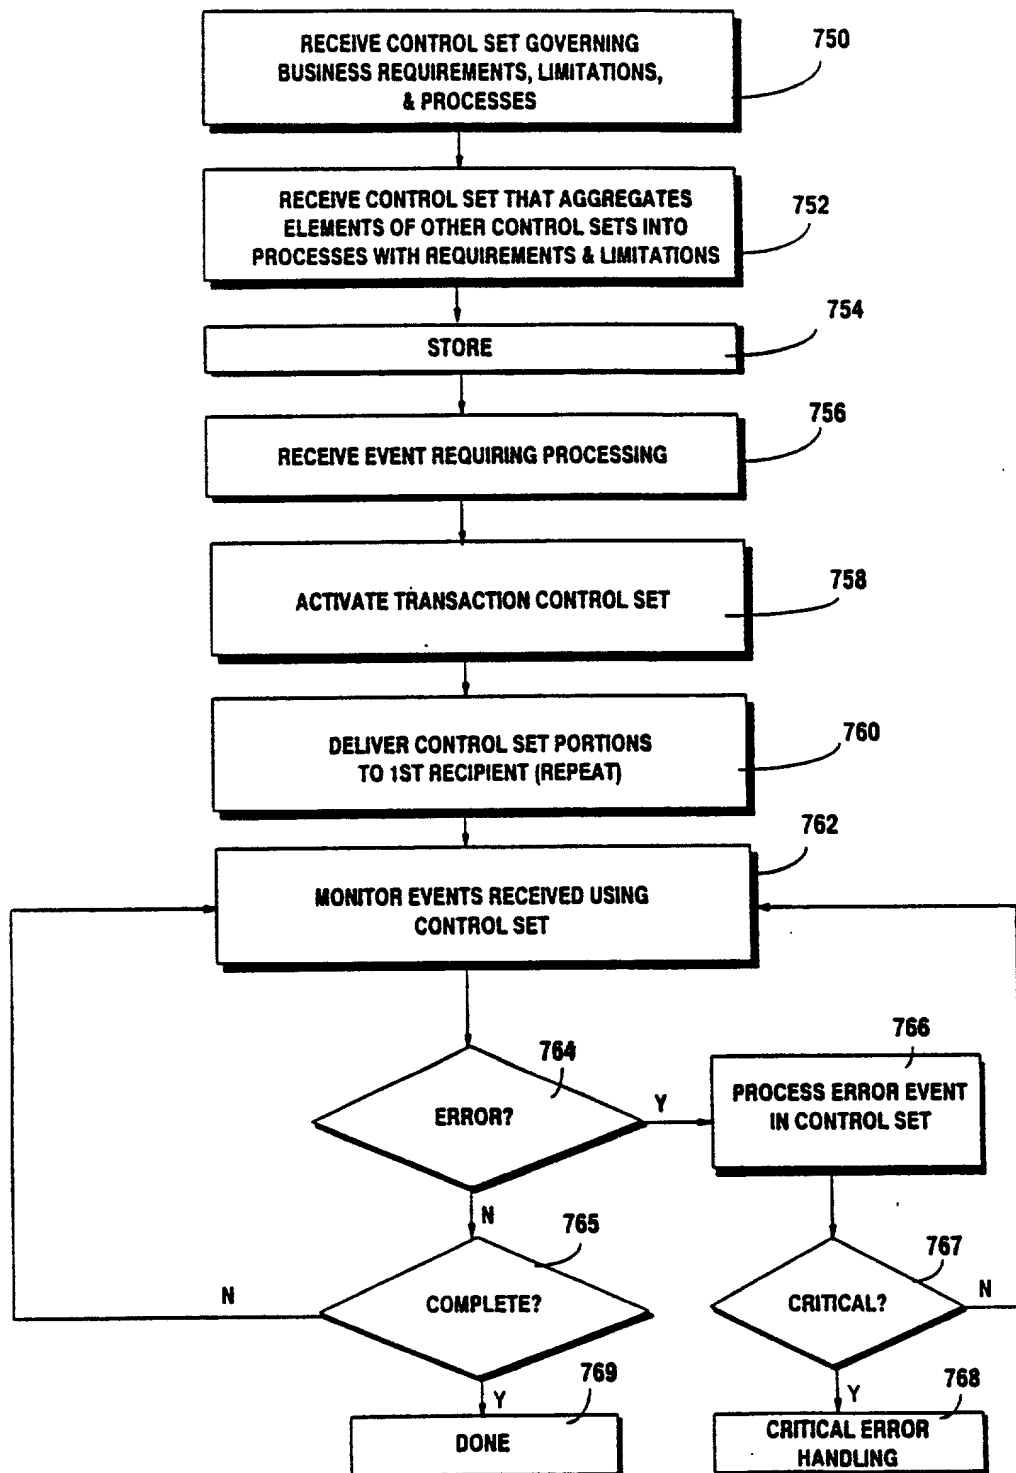 RECEIVE CONTROL SET GOVERNING
BUSINESS REQUIREMENTS, LIMITATIONS,
& PROCESSES
750
RECEIVE CONTROL SET THAT AGGREGATES
ELEMENTS OF OTHER CONTROL SETS INTO
PROCESSES WITH REQUIREMENTS & LIMITATIONS
752
STORE
754
RECEIVE EVENT REQUIRING PROCESSING
756
ACTIVATE TRANSACTION CONTROL SET
758
DELIVER CONTROL SET PORTIONS
TO 1ST RECIPIENT (REPEAT)
760
MONITOR EVENTS RECEIVED USING
CONTROL SET
762
ERROR?
764
Y
PROCESS ERROR EVENT
IN CONTROL SET
766
N
COMPLETE?
765
N
CRITICAL?
767
N
Y
DONE
769
Y
CRITICAL ERROR
HANDLING
768